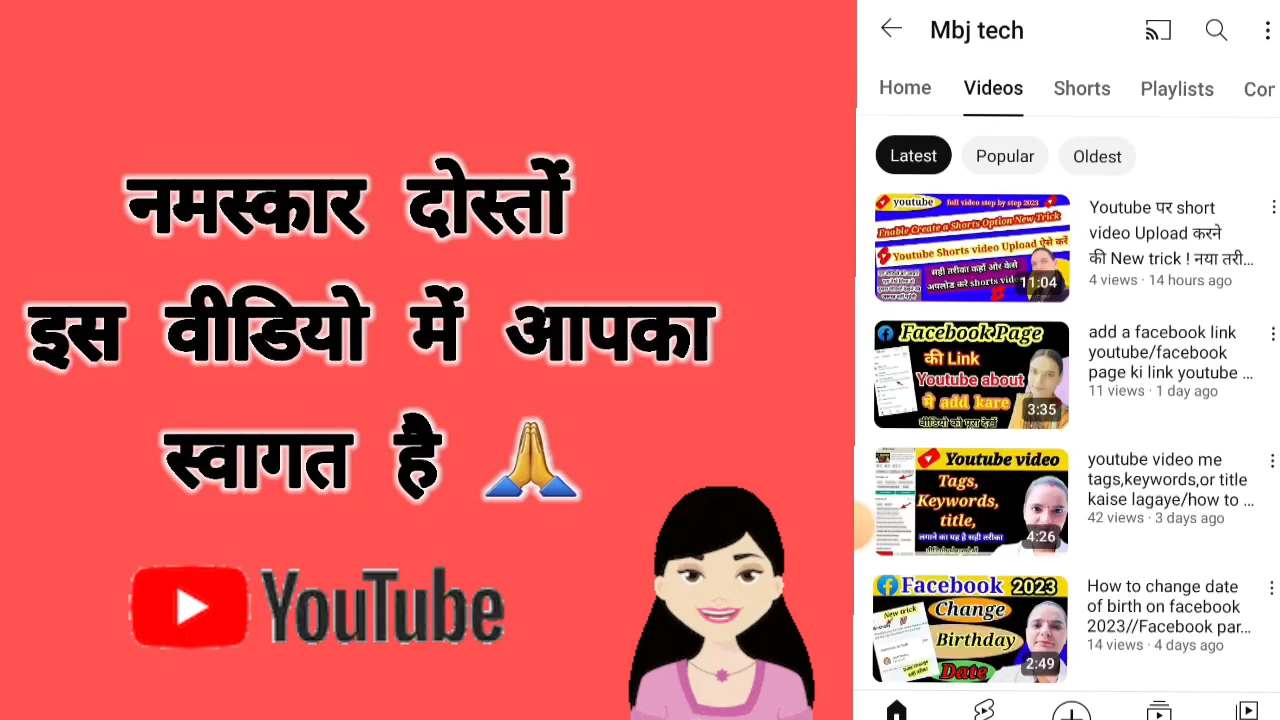 नमस्कार दोस्तों
इस वीडियो में आपका
स्वागत है 🙏
YouTube
Mbj tech
Home Videos Shorts Playlists Con
Latest Popular Oldest
youtube full video step by step 2023
Enable Create a Shorts Option New Trick
Youtube Shorts video Upload ऐसे करें
सही तरीका कहाँ और कैसे
अपलोड करे shorts vide
11:04
Youtube पर short
video Upload करने
की New trick ! नया तरी...
4 views · 14 hours ago
Facebook Page
की Link
Youtube about
मै add kare
वीडियो को पूरा देखें
3:35
add a facebook link
youtube/facebook
page ki link youtube ...
11 views · 1 day ago
Youtube video
Tags,
Keywords,
title,
लगाने का यह है सही तरीका
4:26
youtube video me
tags,keywords,or title
kaise lagaye/how to ...
42 views · 3 days ago
Facebook 2023
New trick
Change
Birthday
Date
2:49
How to change date
of birth on facebook
2023//Facebook par...
14 views · 4 days ago